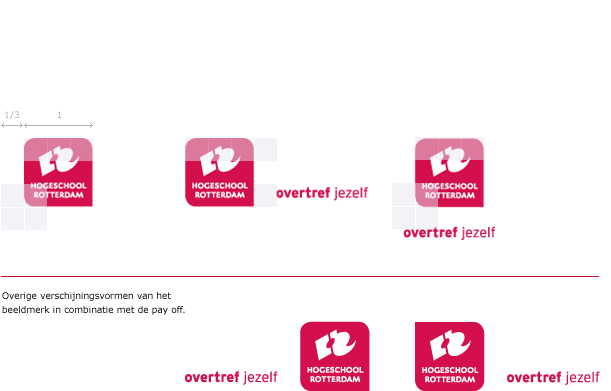 1/3 1
HOGESCHOOL
ROTTERDAM
HOGESCHOOL
ROTTERDAM
overtref jezelf
HOGESCHOOL
ROTTERDAM
overtref jezelf
Overige verschijningsvormen van het
beeldmerk in combinatie met de pay off.
overtref jezelf
HOGESCHOOL
ROTTERDAM
HOGESCHOOL
ROTTERDAM
overtref jezelf